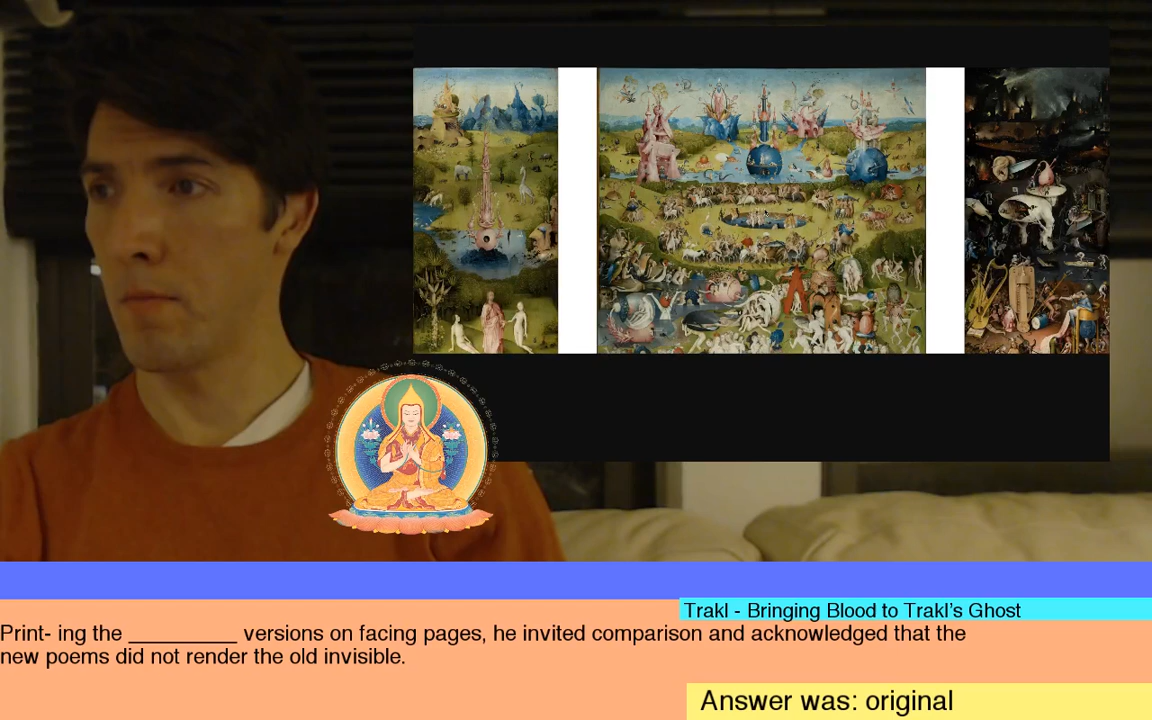 Trakl - Bringing Blood to Trakl's Ghost
Print- ing the _________ versions on facing pages, he invited comparison and acknowledged that the
new poems did not render the old invisible.
Answer was: original